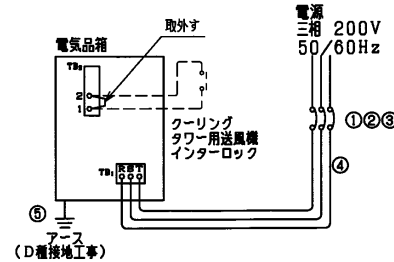 電源
三相 200V
50/60Hz
取外す
電気品箱
TB₂
2
1
クーリング
タワー用送風機
インターロック
①②③
RST
TB₁
④
⑤
アース
(D種接地工事)